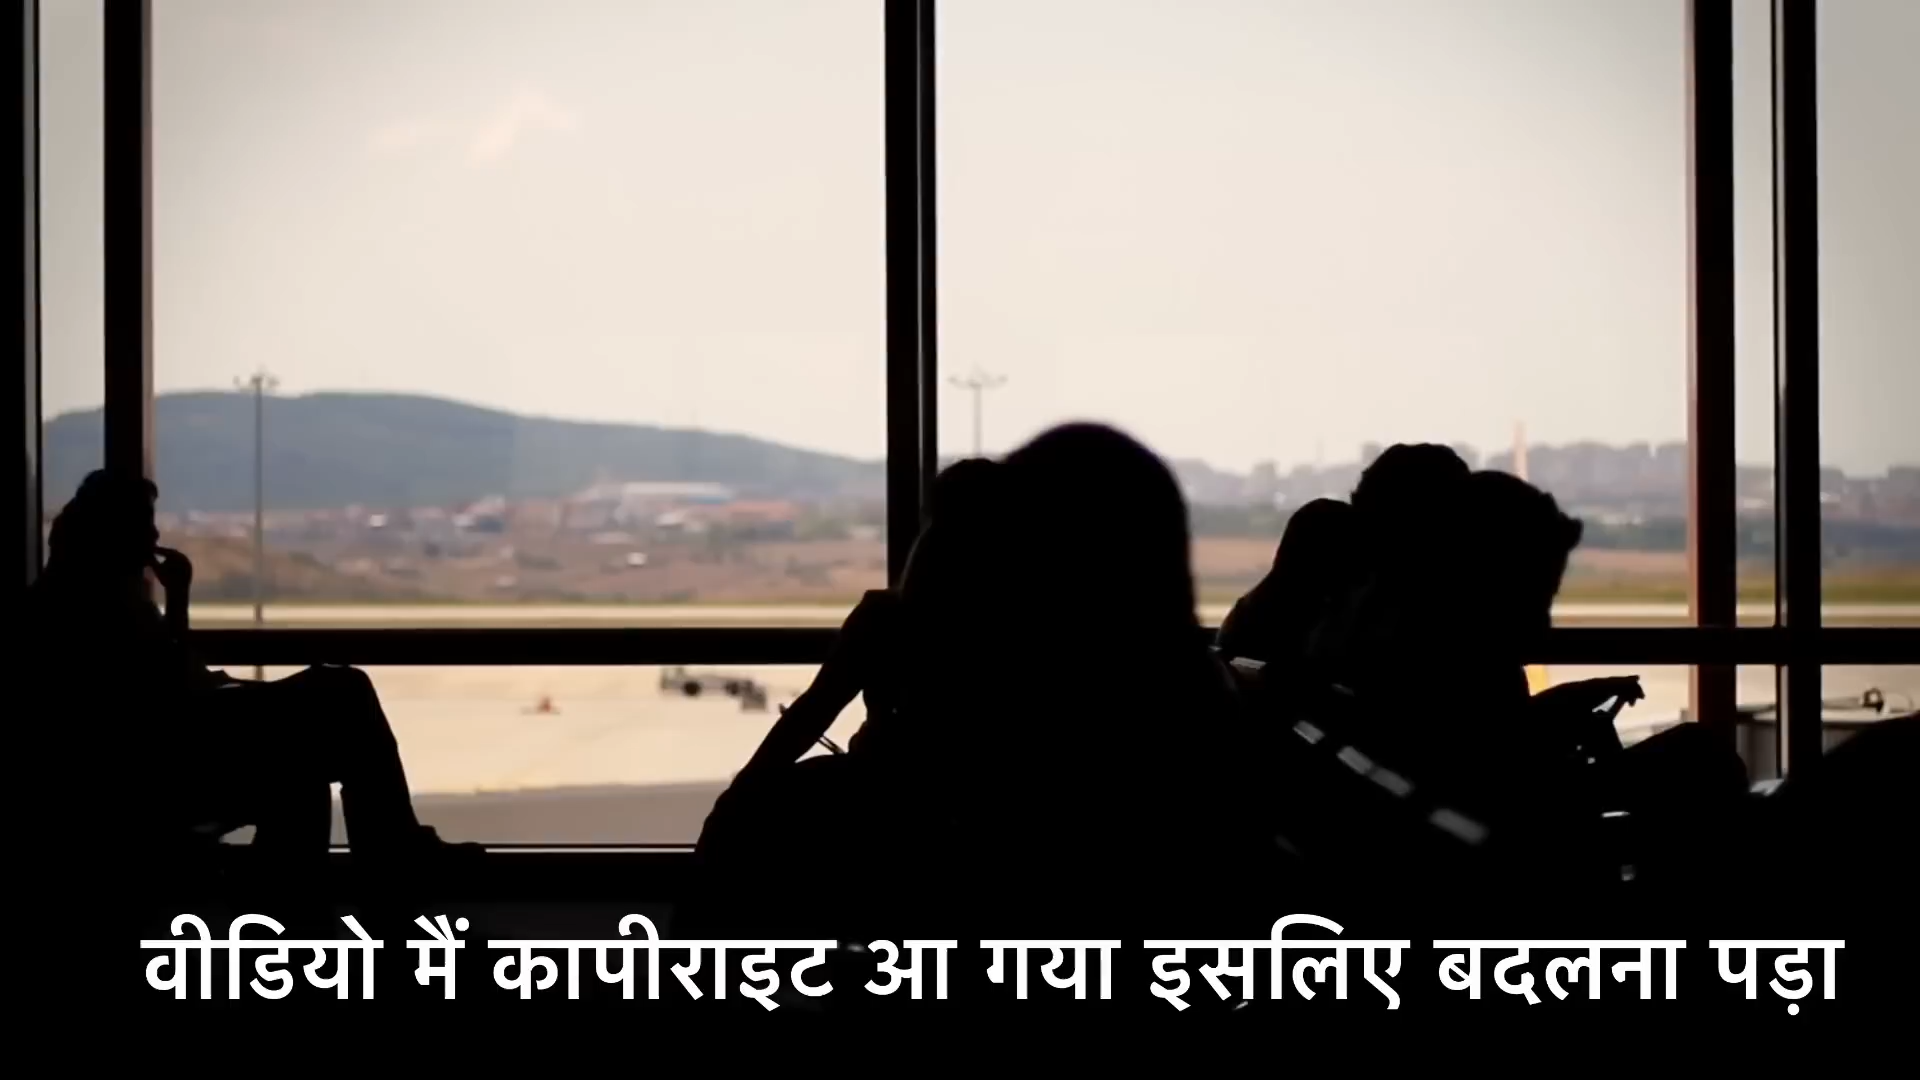 वीडियो मैं कापीराइट आ गया इसलिए बदलना पड़ा